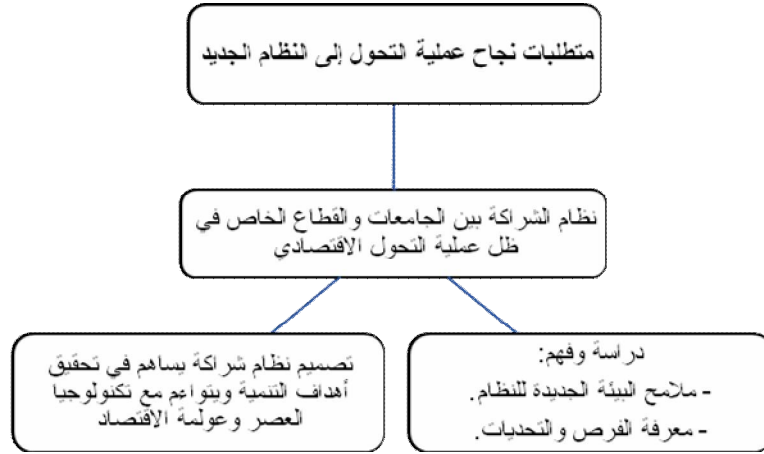 متطلبات نجاح عملية التحول إلى النظام الجديد
نظام الشراكة بين الجامعات والقطاع الخاص في
ظل عملية التحول الاقتصادي
دراسة وفهم:
- ملامح البيئة الجديدة للنظام.
- معرفة الفرص والتحديات.
تصميم نظام شراكة يساهم في تحقيق
أهداف التنمية ويتواءم مع تكنولوجيا
العصر وعولمة الاقتصاد